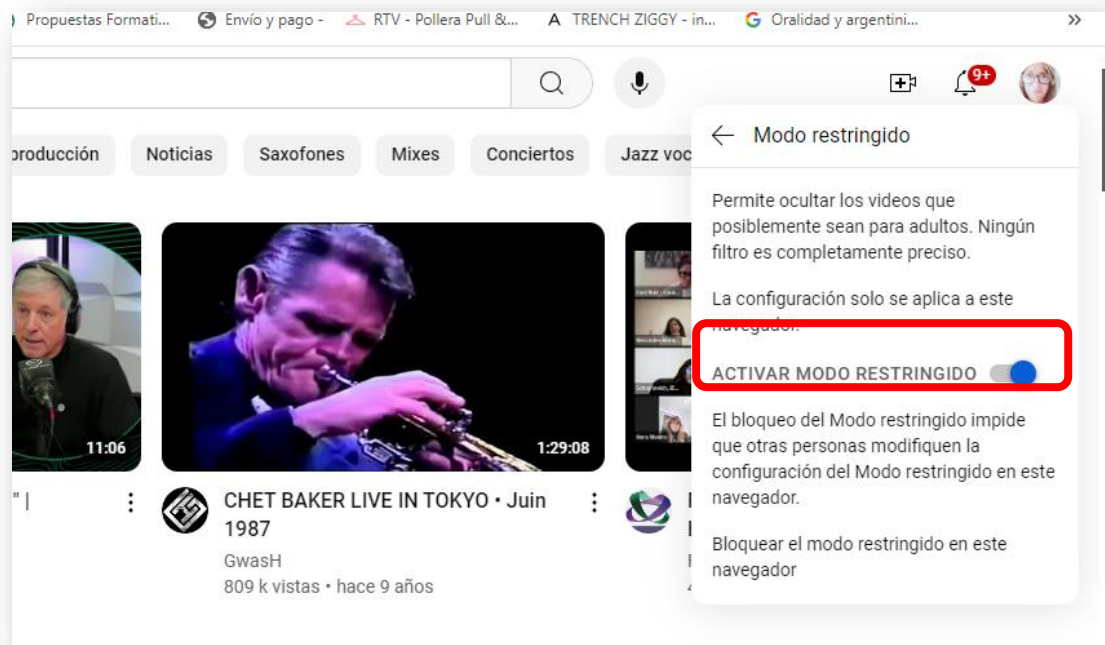 Propuestas Formati... Envío y pago - RTV - Pollera Pull &... A TRENCH ZIGGY - in... G Oralidad y argentini... »
9+
Modo restringido
producción Noticias Saxofones Mixes Conciertos Jazz voc
Permite ocultar los videos que
posiblemente sean para adultos. Ningún
filtro es completamente preciso.
La configuración solo se aplica a este
navegador.
ACTIVAR MODO RESTRINGIDO
El bloqueo del Modo restringido impide
que otras personas modifiquen la
configuración del Modo restringido en este
navegador.
Bloquear el modo restringido en este
navegador
11:06
1:29:08
" |
CHET BAKER LIVE IN TOKYO • Juin
1987
GwasH
809 k vistas • hace 9 años